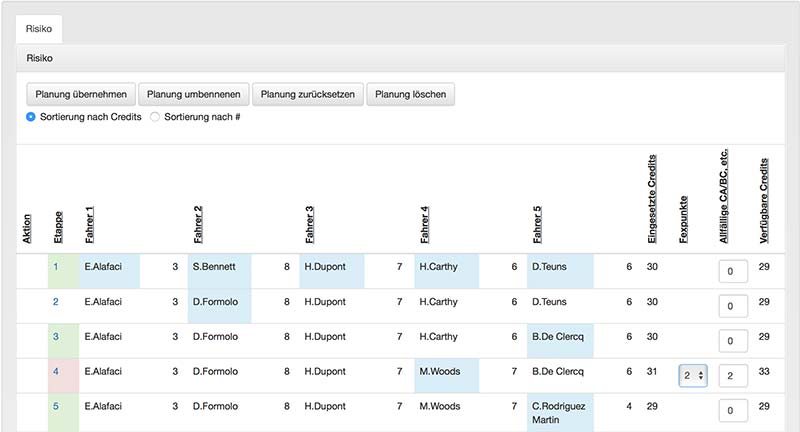 Risiko
Risiko
Planung übernehmen Planung umbennenen Planung zurücksetzen Planung löschen
Sortierung nach Credits Sortierung nach #
Aktion Etappe Fahrer 1 Fahrer 2 Fahrer 3 Fahrer 4 Fahrer 5 Eingesetzte Credits Fexpunkte Allfällige CA/BC, etc. Verfügbare Credits
1 E.Alafaci 3 S.Bennett 8 H.Dupont 7 H.Carthy 6 D.Teuns 6 30 0 29
2 E.Alafaci 3 D.Formolo 8 H.Dupont 7 H.Carthy 6 D.Teuns 6 30 0 29
3 E.Alafaci 3 D.Formolo 8 H.Dupont 7 H.Carthy 6 B.De Clercq 6 30 0 29
4 E.Alafaci 3 D.Formolo 8 H.Dupont 7 M.Woods 7 B.De Clercq 6 31 2 2 33
5 E.Alafaci 3 D.Formolo 8 H.Dupont 7 M.Woods 7 C.Rodriguez 4 29 0 29
Martin